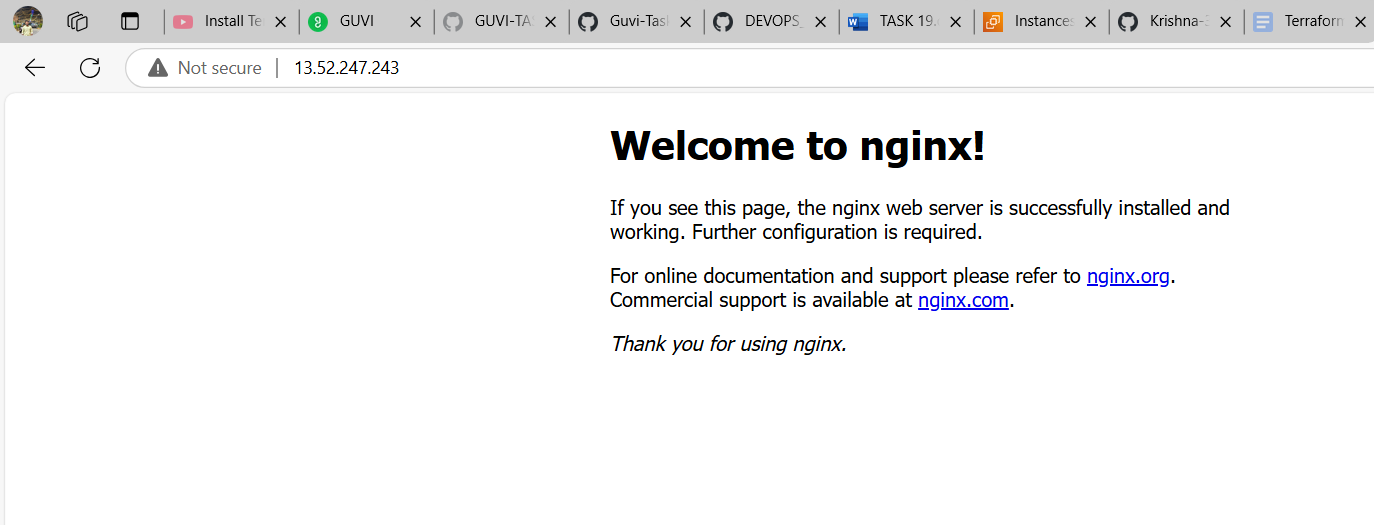 Install Te
GUVI
GUVI-TAS
Guvi-Task
DEVOPS_
TASK 19.
Instances
Krishna-3
Terraform
Not secure
13.52.247.243
Welcome to nginx!
If you see this page, the nginx web server is successfully installed and
working. Further configuration is required.
For online documentation and support please refer to nginx.org.
Commercial support is available at nginx.com.
Thank you for using nginx.